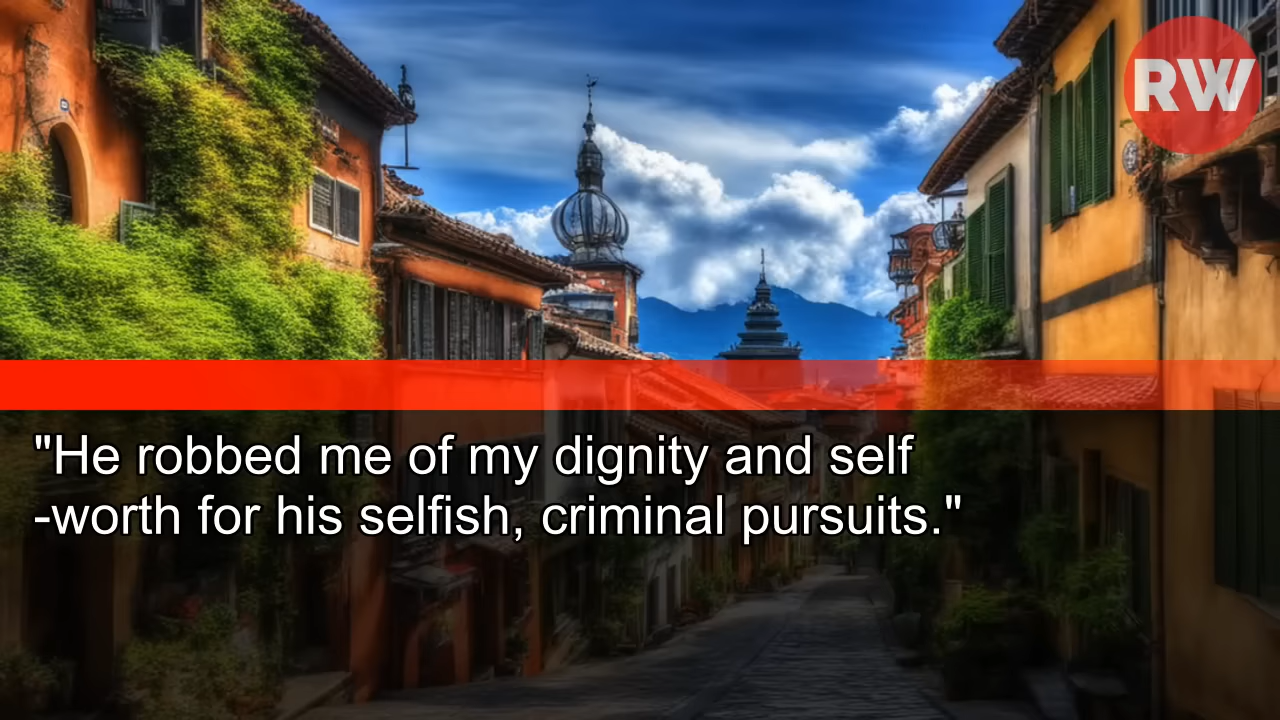 RW
"He robbed me of my dignity and self
-worth for his selfish, criminal pursuits."